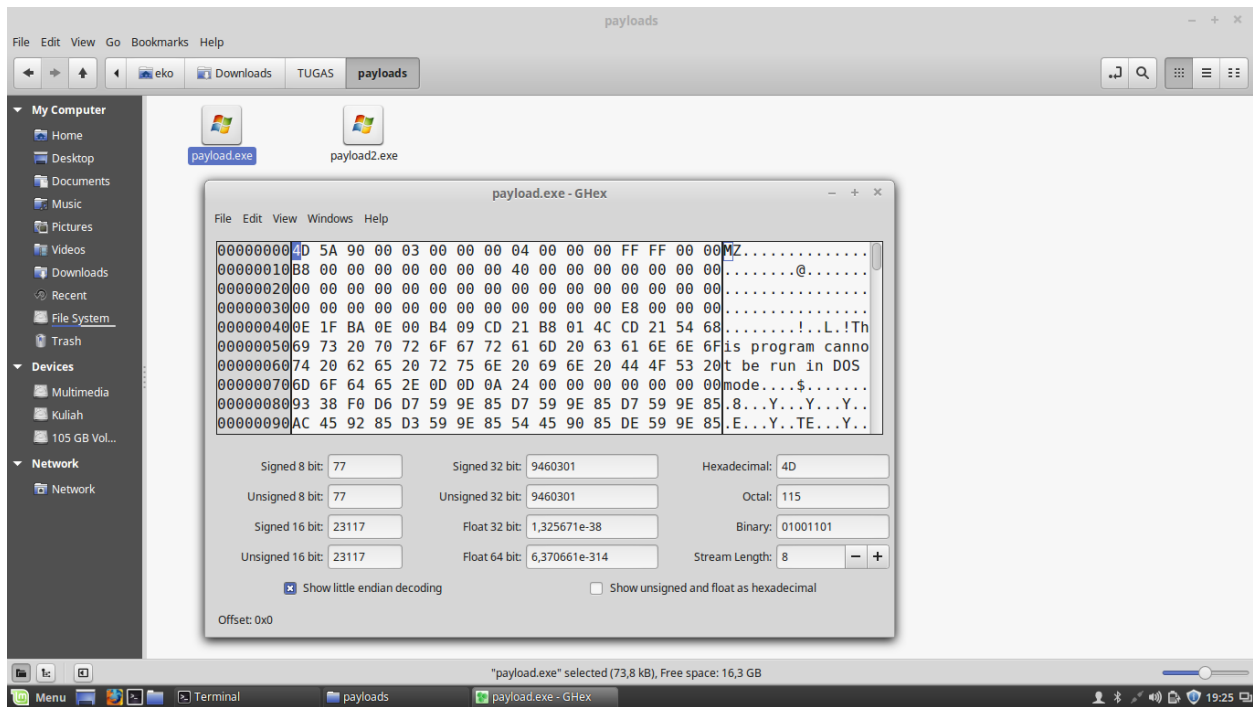 payloads
File Edit View Go Bookmarks Help
eko Downloads TUGAS payloads
My Computer
Home
Desktop
Documents
Music
Pictures
Videos
Downloads
Recent
File System
Trash
Devices
Multimedia
Kuliah
105 GB Vol...
Network
Network
payload.exe payload2.exe
payload.exe - GHex
File Edit View Windows Help
00000000 4D 5A 90 00 03 00 00 00 04 00 00 00 FF FF 00 00 MZ..............
00000010 B8 00 00 00 00 00 00 00 40 00 00 00 00 00 00 00 ........@.......
00000020 00 00 00 00 00 00 00 00 00 00 00 00 00 00 00 00 ................
00000030 00 00 00 00 00 00 00 00 00 00 00 00 E8 00 00 00 ................
00000040 0E 1F BA 0E 00 B4 09 CD 21 B8 01 4C CD 21 54 68 ........!..L.!Th
00000050 69 73 20 70 72 6F 67 72 61 6D 20 63 61 6E 6E 6F is program canno
00000060 74 20 62 65 20 72 75 6E 20 69 6E 20 44 4F 53 20 t be run in DOS
00000070 6D 6F 64 65 2E 0D 0D 0A 24 00 00 00 00 00 00 00 mode....$.......
00000080 93 38 F0 D6 D7 59 9E 85 D7 59 9E 85 D7 59 9E 85 .8...Y...Y...Y..
00000090 AC 45 92 85 D3 59 9E 85 54 45 90 85 DE 59 9E 85 .E...Y..TE...Y..
Signed 8 bit: 77 Signed 32 bit: 9460301 Hexadecimal: 4D
Unsigned 8 bit: 77 Unsigned 32 bit: 9460301 Octal: 115
Signed 16 bit: 23117 Float 32 bit: 1,325671e-38 Binary: 01001101
Unsigned 16 bit: 23117 Float 64 bit: 6,370661e-314 Stream Length: 8 − +
Show little endian decoding Show unsigned and float as hexadecimal
Offset: 0x0
"payload.exe" selected (73,8 kB), Free space: 16,3 GB
Menu Terminal payloads payload.exe - GHex 19:25